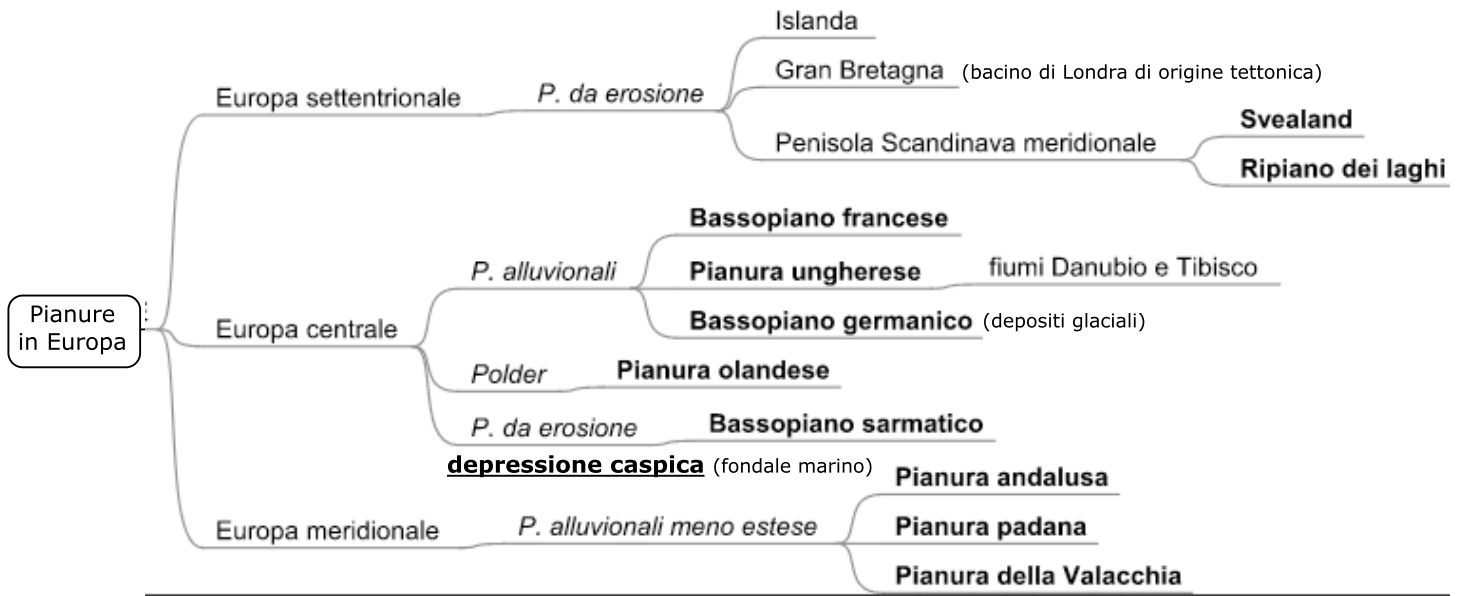 Pianure
in Europa
Europa settentrionale
P. da erosione
Islanda
Gran Bretagna (bacino di Londra di origine tettonica)
Penisola Scandinava meridionale
Svealand
Ripiano dei laghi
Europa centrale
P. alluvionali
Bassopiano francese
Pianura ungherese
fiumi Danubio e Tibisco
Bassopiano germanico (depositi glaciali)
Polder
Pianura olandese
P. da erosione
Bassopiano sarmatico
depressione caspica (fondale marino)
Europa meridionale
P. alluvionali meno estese
Pianura andalusa
Pianura padana
Pianura della Valacchia